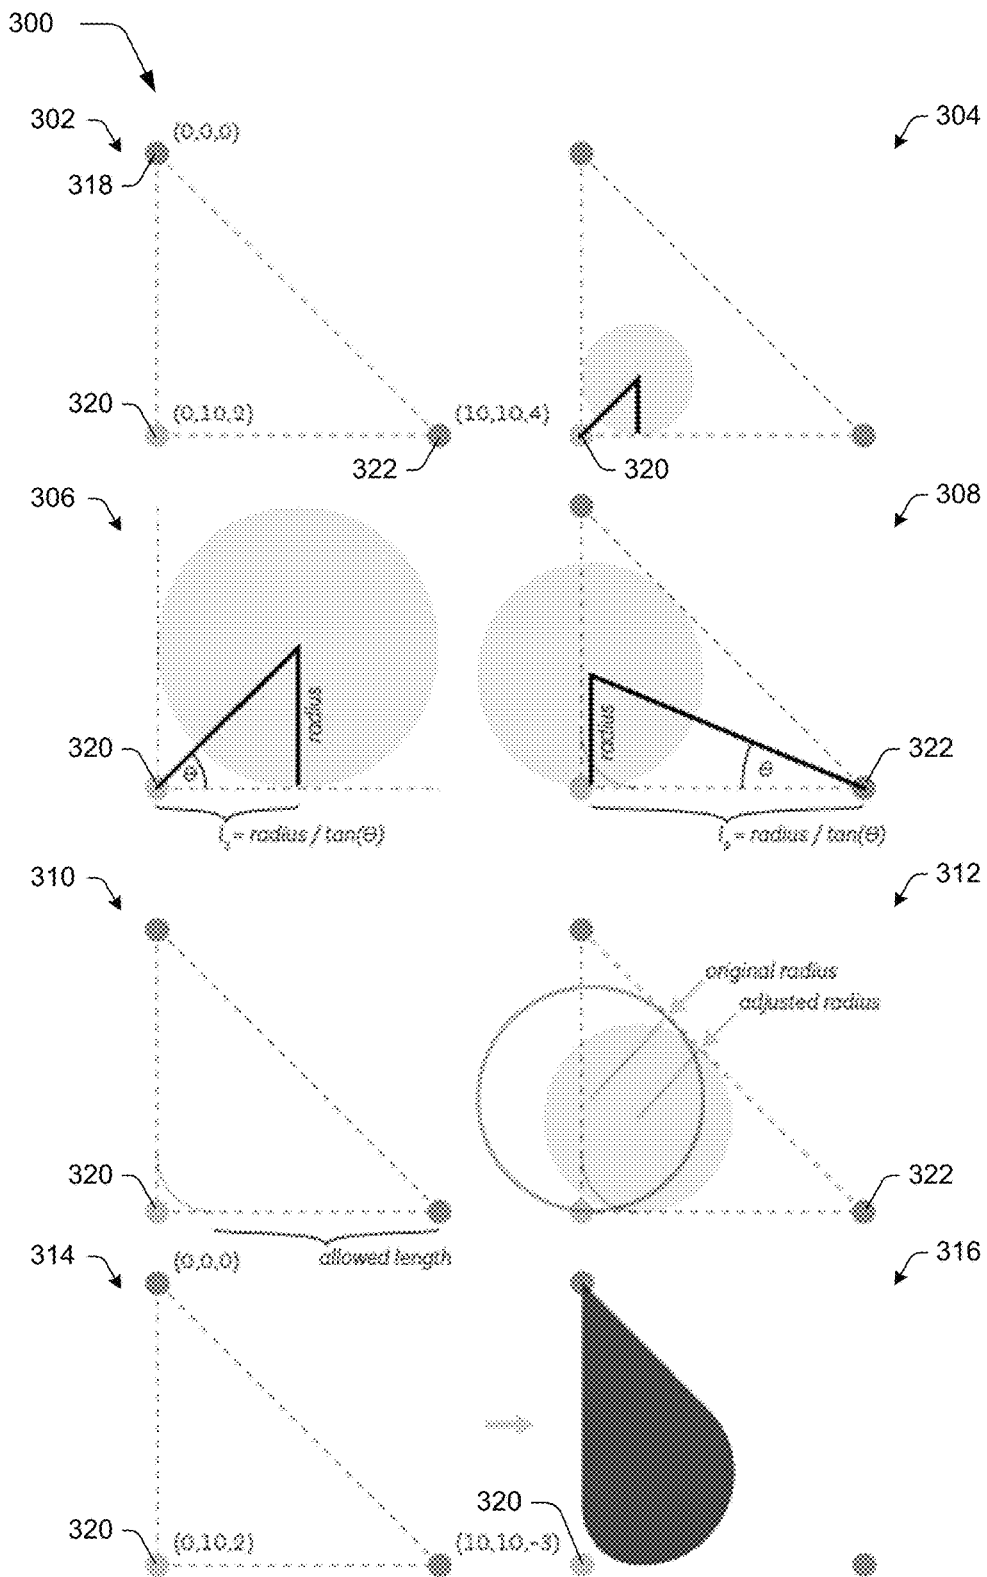 300
302
(0,0,0)
304
318
320
(0,10,2)
(10,10,4)
322
320
306
308
radius
radius
320
θ
θ
322
= radius / tan(θ)
= radius / tan(θ)
310
312
original radius
adjusted radius
320
322
allowed length
314
(0,0,0)
316
320
320
(0,10,2)
(10,10,-3)